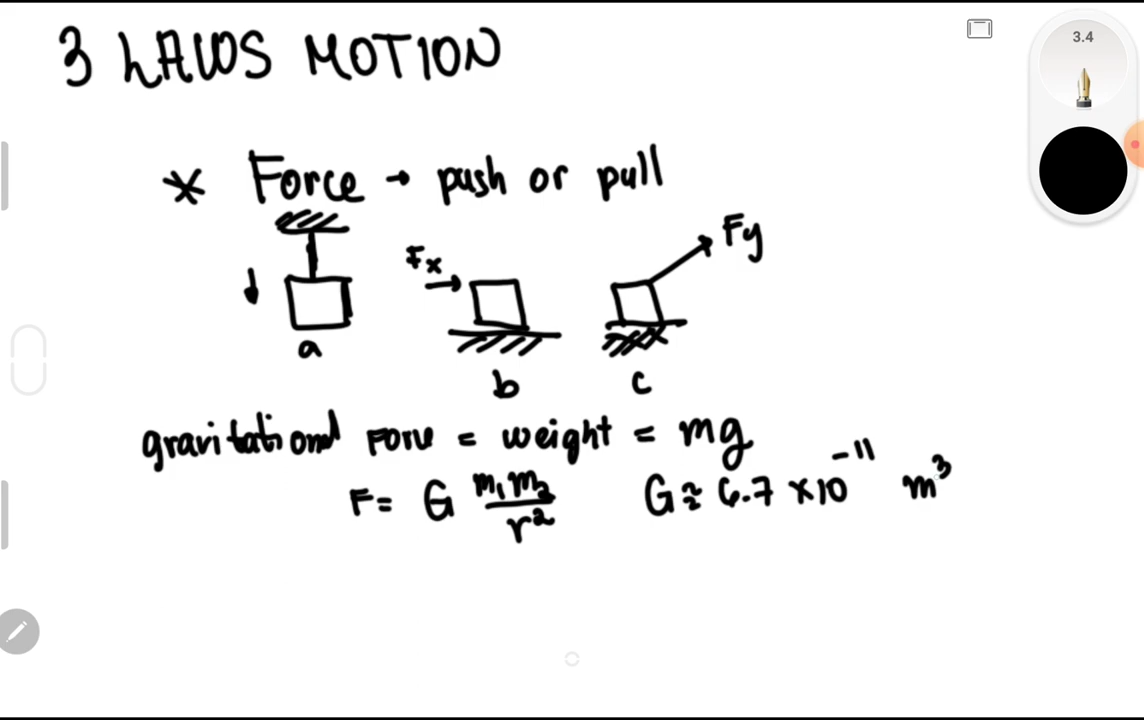 3 LAWS MOTION
3.4
* Force → push or pull
Fx
Fy
a
b
c
gravitational Force = weight = mg
F = G m₁m₂/r² G ≈ 6.7 ×10⁻¹¹ m³